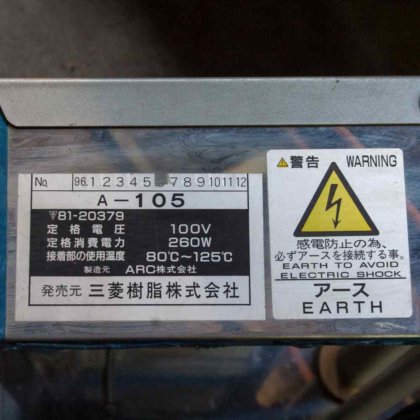 No. 96. 1 2 3 4 5 7 8 9 10 11 12
A-105
81-20379
定格電圧 100V
定格消費電力 260W
接着部の使用温度 80℃~125℃
製造元 ARC株式会社
発売元 三菱樹脂株式会社
警告 WARNING
感電防止の為、
必ずアースを接続する事。
EARTH TO AVOID
ELECTRIC SHOCK
アース
EARTH